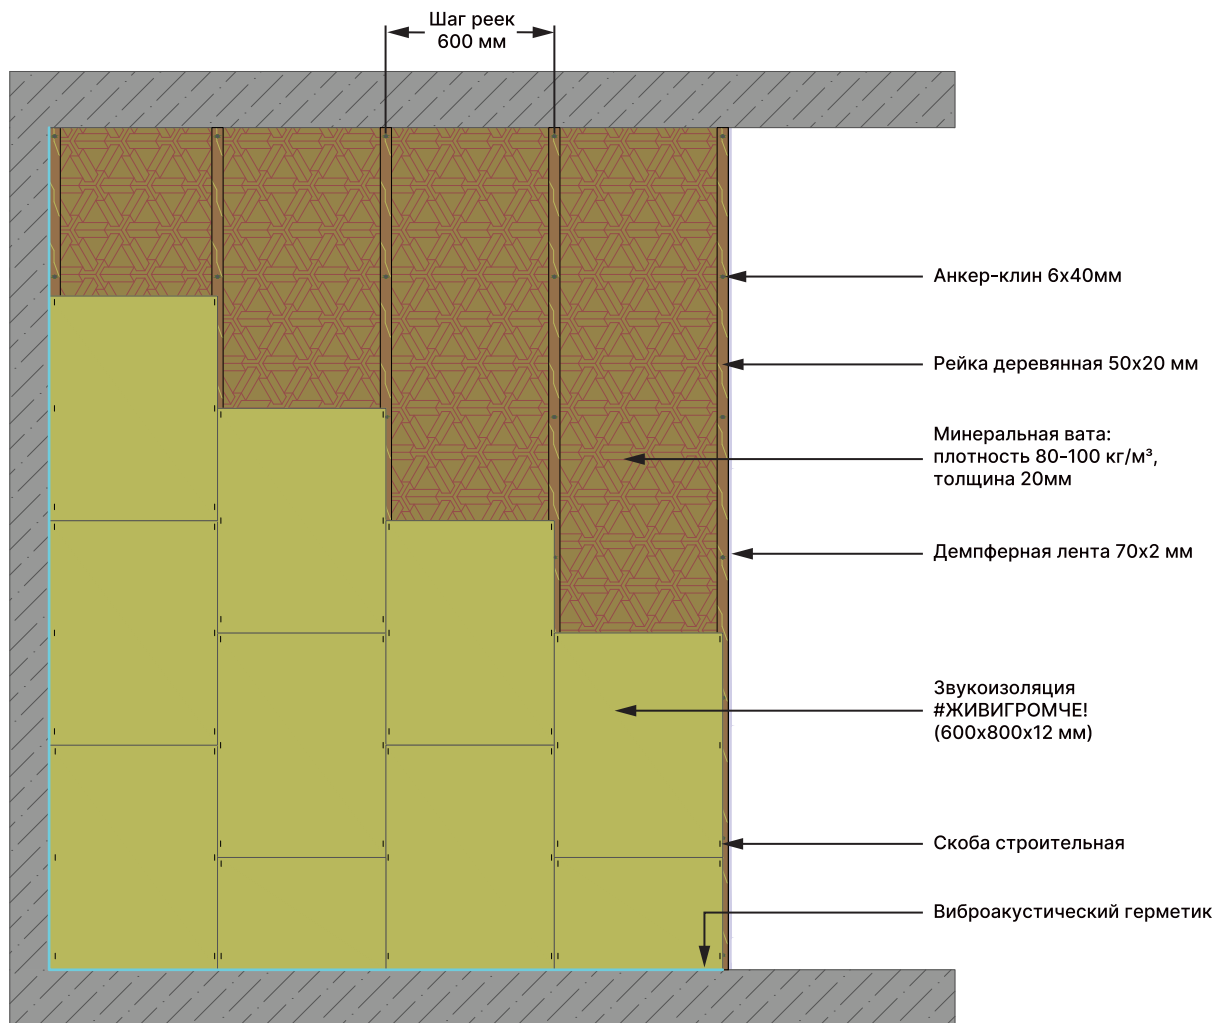 Шаг реек
600 мм
Анкер-клин 6х40мм
Рейка деревянная 50х20 мм
Минеральная вата:
плотность 80-100 кг/м³,
толщина 20мм
Демпферная лента 70х2 мм
Звукоизоляция
#ЖИВИГРОМЧЕ!
(600х800х12 мм)
Скоба строительная
Виброакустический герметик